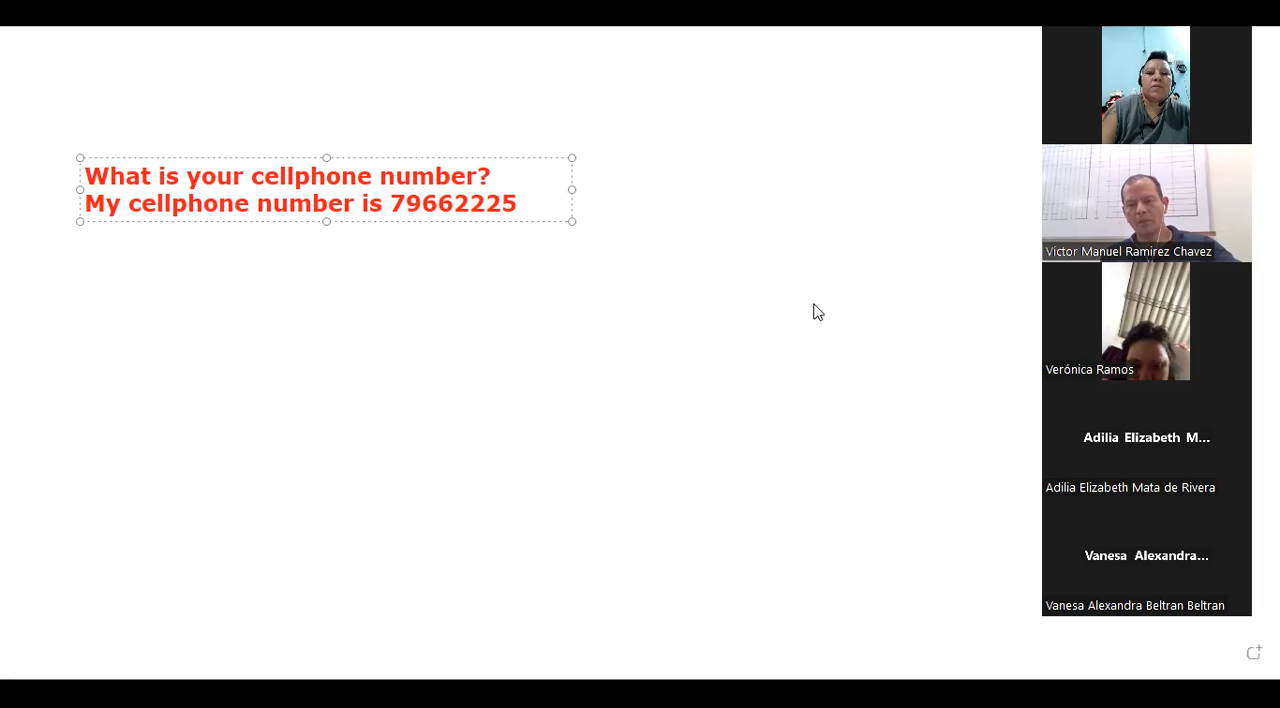 What is your cellphone number?
My cellphone number is 79662225
Victor Manuel Ramirez Chavez
Verónica Ramos
Adilia Elizabeth M...
Adilia Elizabeth Mata de Rivera
Vanesa Alexandra...
Vanesa Alexandra Beltran Beltran